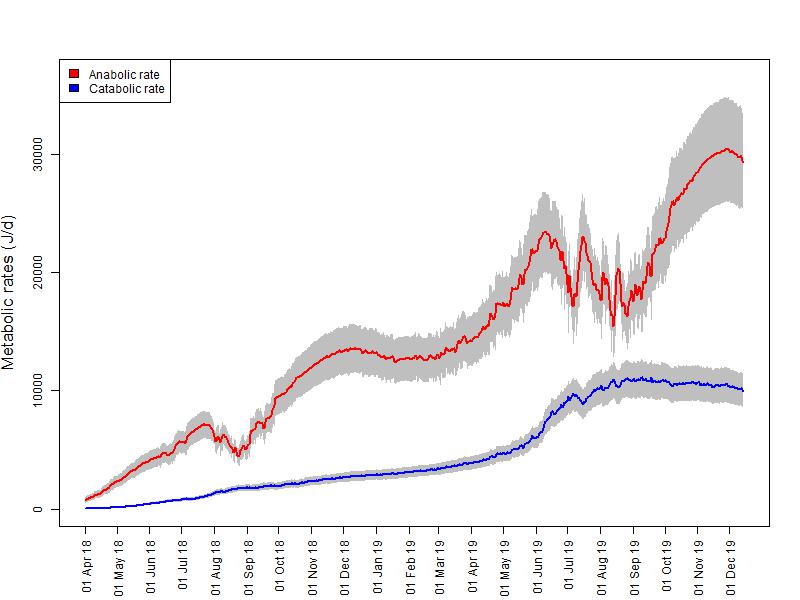 Anabolic rate
Catabolic rate
Metabolic rates (J/d)
30000
20000
10000
0
01 Apr 18
01 May 18
01 Jun 18
01 Jul 18
01 Aug 18
01 Sep 18
01 Oct 18
01 Nov 18
01 Dec 18
01 Jan 19
01 Feb 19
01 Mar 19
01 Apr 19
01 May 19
01 Jun 19
01 Jul 19
01 Aug 19
01 Sep 19
01 Oct 19
01 Nov 19
01 Dec 19